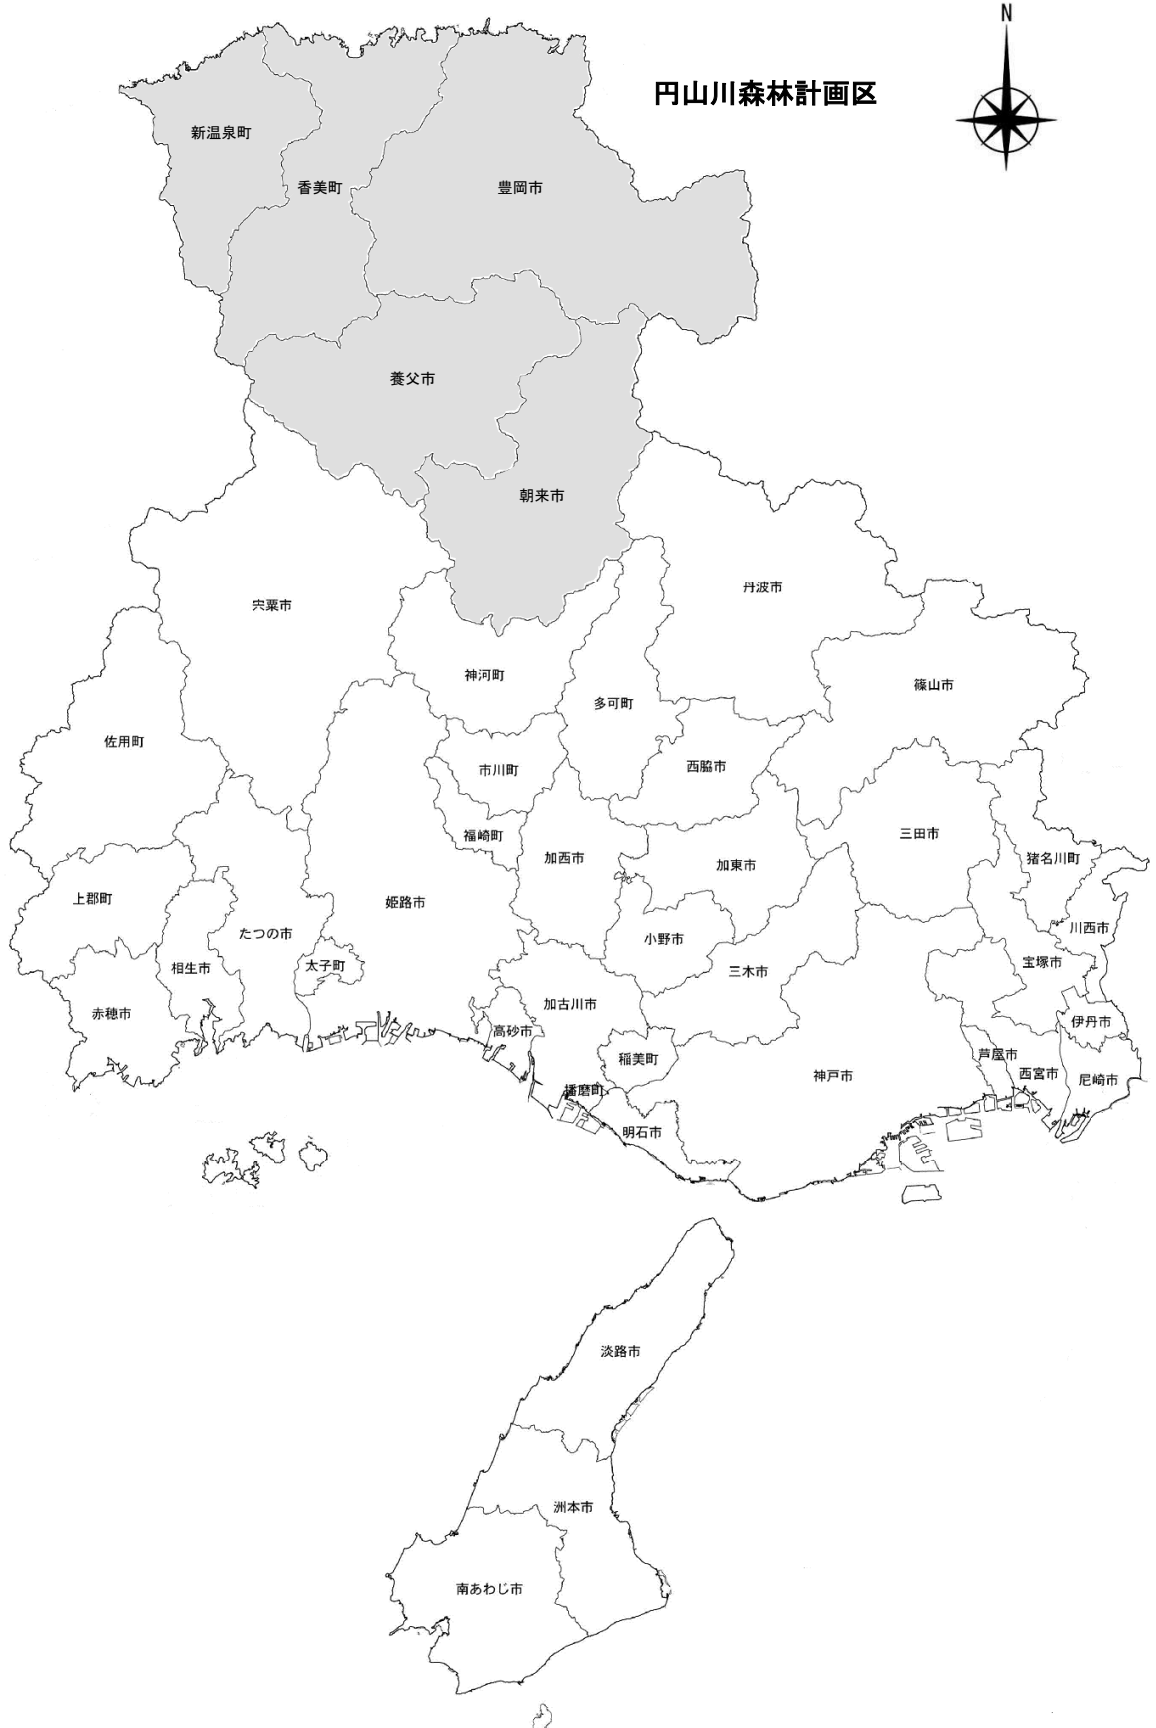 N
円山川森林計画区
新温泉町
香美町
豊岡市
養父市
朝来市
宍粟市
丹波市
神河町
多可町
篠山市
佐用町
市川町
西脇市
福崎町
加西市
加東市
三田市
猪名川町
上郡町
姫路市
たつの市
小野市
川西市
相生市
太子町
三木市
宝塚市
赤穂市
加古川市
高砂市
伊丹市
稲美町
神戸市
芦屋市
西宮市
尼崎市
播磨町
明石市
淡路市
洲本市
南あわじ市